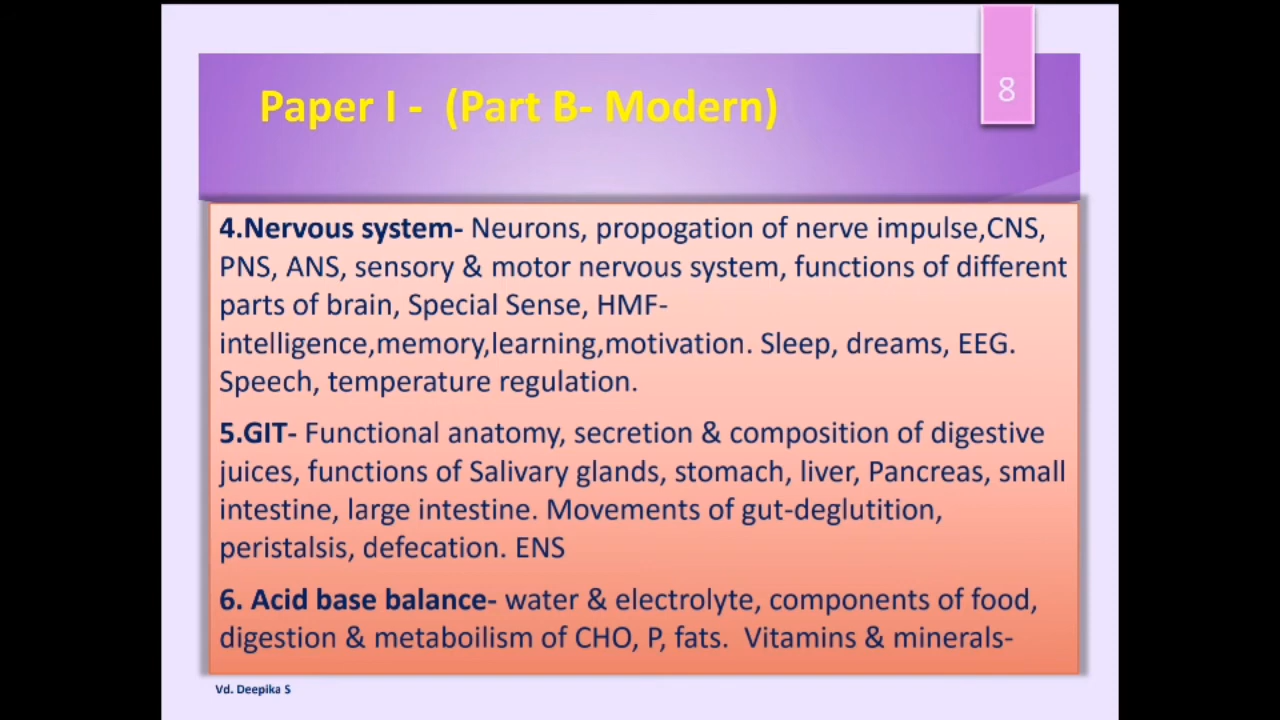 8
Paper I - (Part B- Modern)
4.Nervous system- Neurons, propogation of nerve impulse,CNS,
PNS, ANS, sensory & motor nervous system, functions of different
parts of brain, Special Sense, HMF-
intelligence,memory,learning,motivation. Sleep, dreams, EEG.
Speech, temperature regulation.
5.GIT- Functional anatomy, secretion & composition of digestive
juices, functions of Salivary glands, stomach, liver, Pancreas, small
intestine, large intestine. Movements of gut-deglutition,
peristalsis, defecation. ENS
6. Acid base balance- water & electrolyte, components of food,
digestion & metaboilism of CHO, P, fats. Vitamins & minerals-
Vd. Deepika S